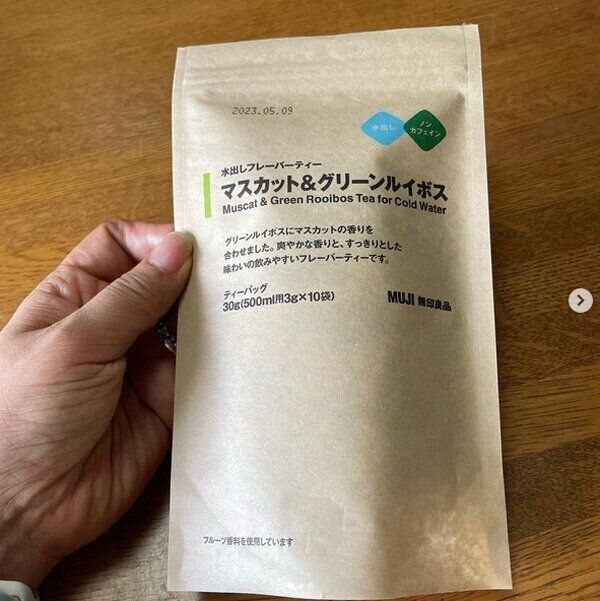 2023.05.09
水出し
ノン
カフェイン
水出しフレーバーティー
マスカット&グリーンルイボス
Muscat & Green Rooibos Tea for Cold Water
グリーンルイボスにマスカットの香りを
合わせました。爽やかな香りと、すっきりとした
味わいの飲みやすいフレーバーティーです。
ティーバッグ
30g(500ml用3g×10袋)
MUJI 無印良品
フルーツ香料を使用しています